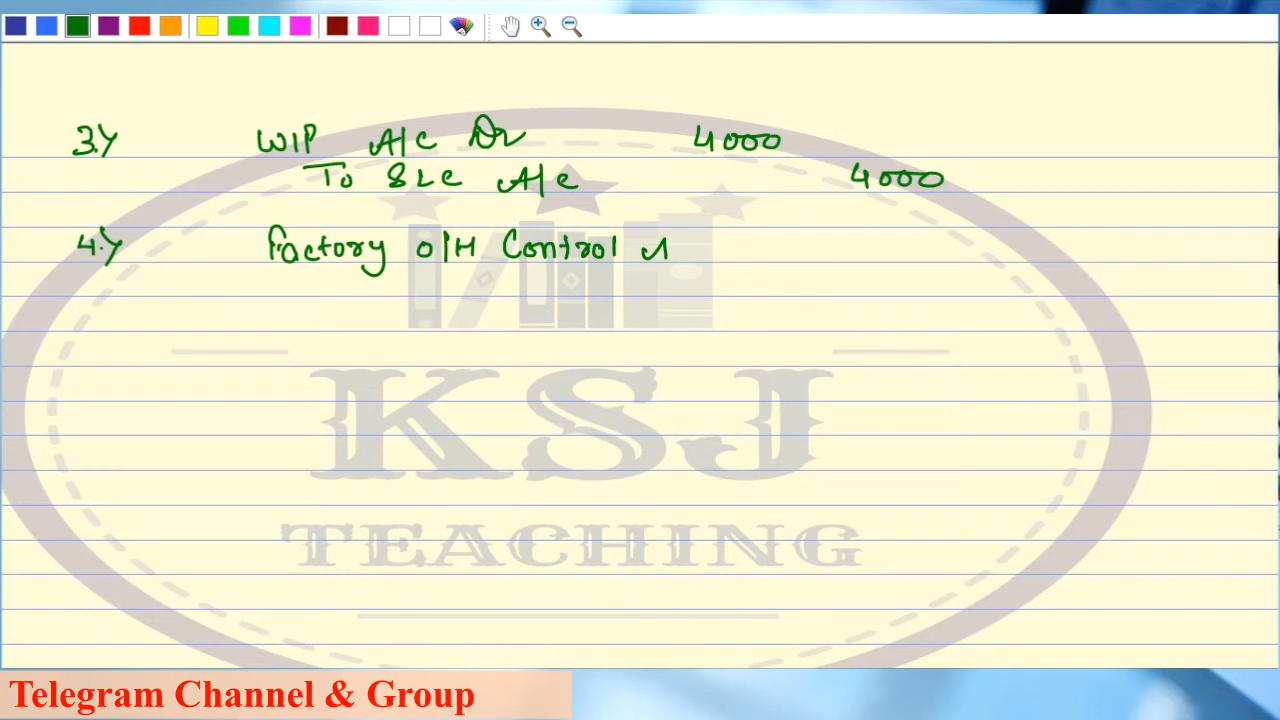 3.Y WIP A/C Dr 4000
To SLC A/C 4000
4.Y Factory O/H Control A
KSJ
TEACHING
Telegram Channel & Group